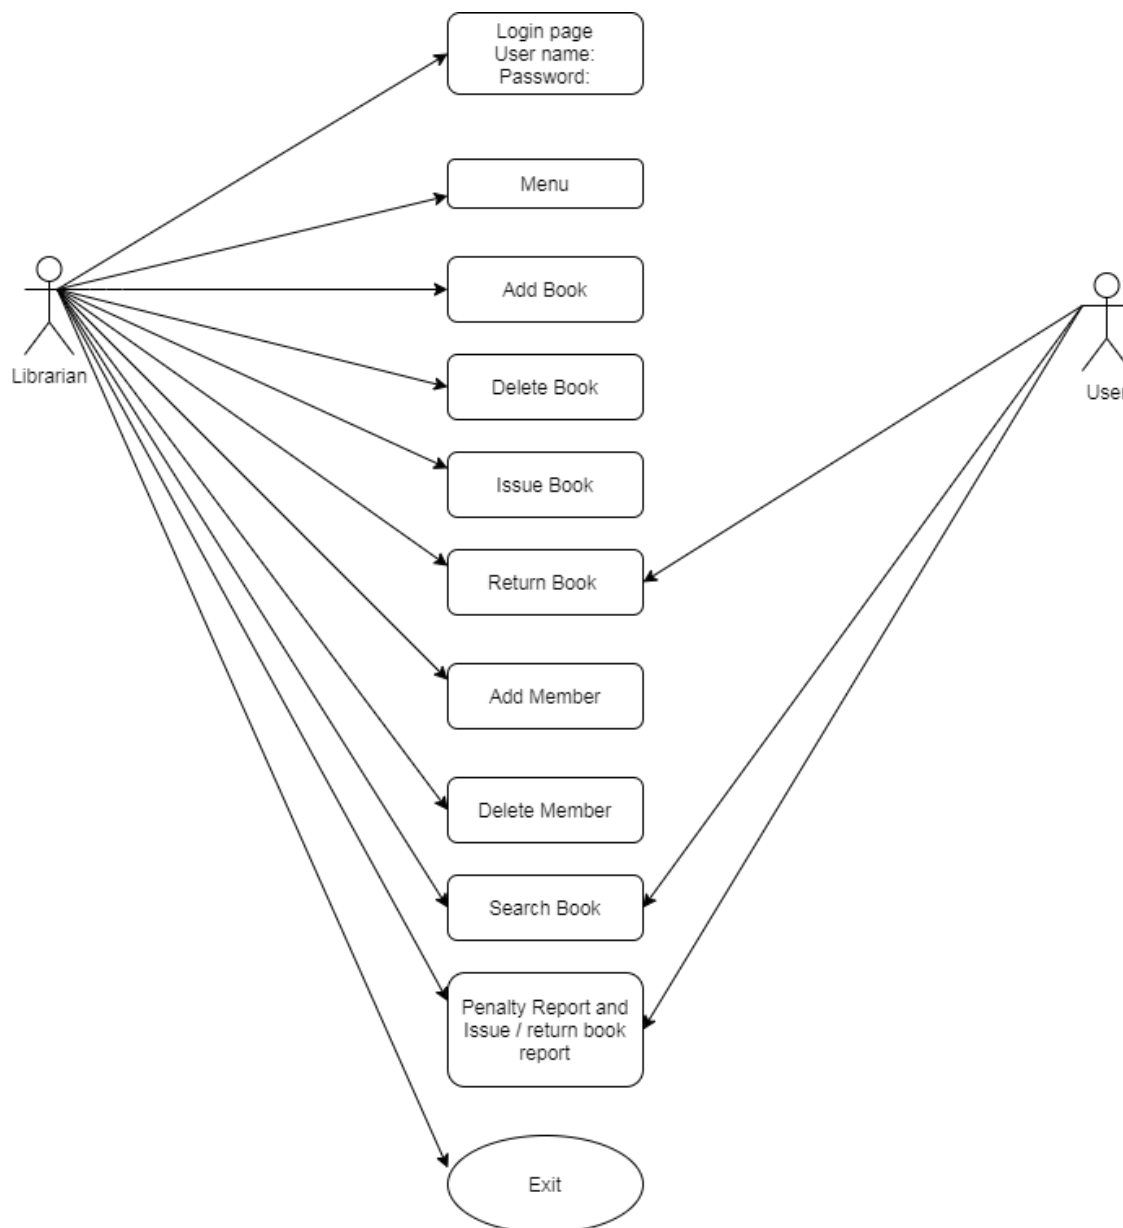 Login page
User name:
Password:
Menu
Add Book
Librarian
Delete Book
User
Issue Book
Return Book
Add Member
Delete Member
Search Book
Penalty Report and
Issue / return book
report
Exit